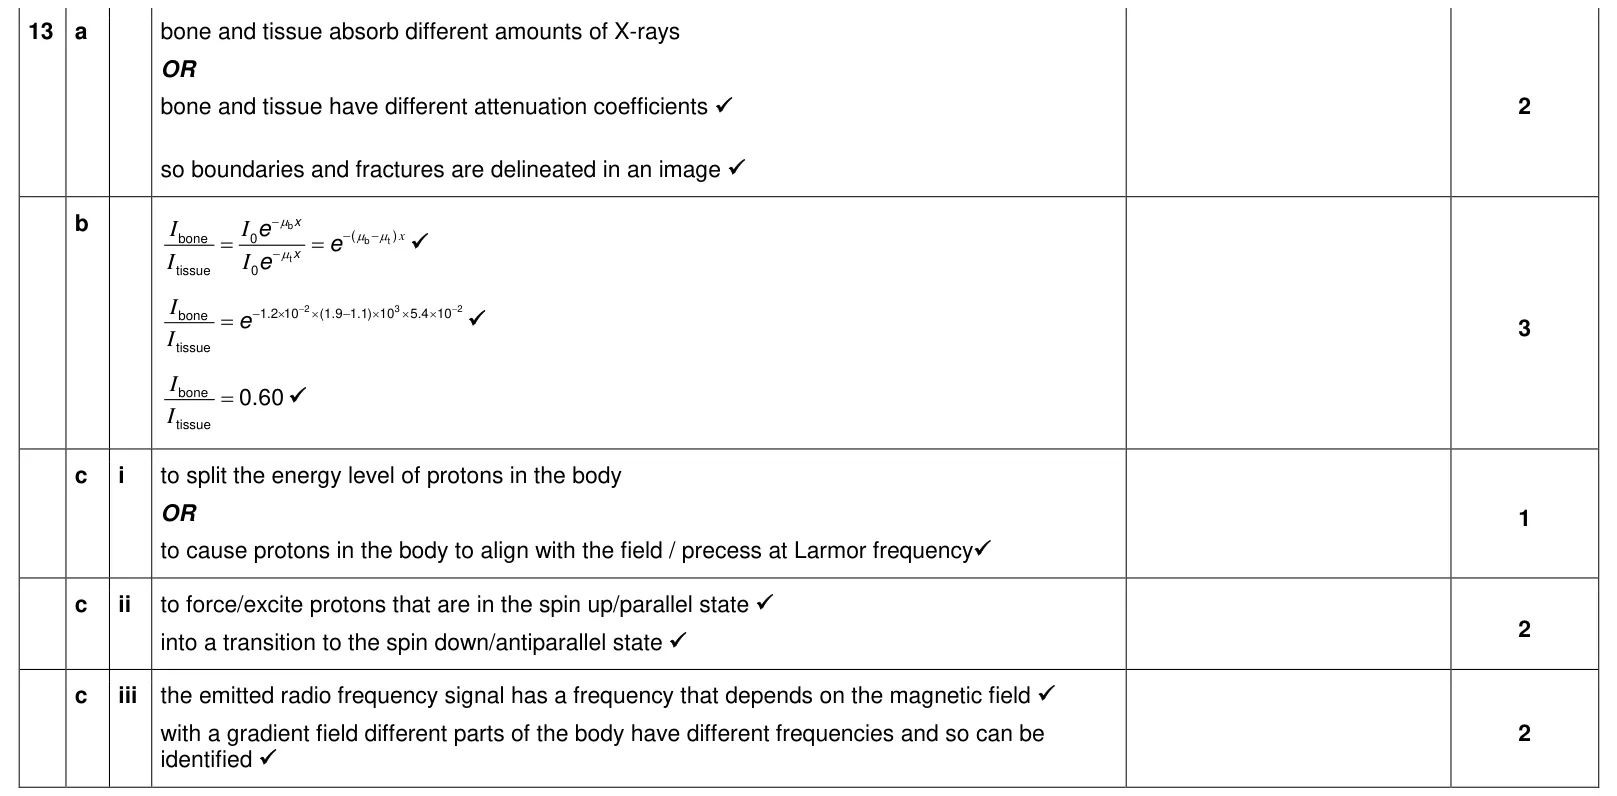 13 a bone and tissue absorb different amounts of X-rays
OR
bone and tissue have different attenuation coefficients ✓
2
so boundaries and fractures are delineated in an image ✓
b I_bone / I_tissue = I_0 e^(−μ_b x) / I_0 e^(−μ_t x) = e^(−(μ_b−μ_t)x) ✓
I_bone / I_tissue = e^(−1.2×10^−2×(1.9−1.1)×10^3×5.4×10^−2) ✓
3
I_bone / I_tissue = 0.60 ✓
c i to split the energy level of protons in the body
OR
1
to cause protons in the body to align with the field / precess at Larmor frequency✓
c ii to force/excite protons that are in the spin up/parallel state ✓
2
into a transition to the spin down/antiparallel state ✓
c iii the emitted radio frequency signal has a frequency that depends on the magnetic field ✓
with a gradient field different parts of the body have different frequencies and so can be
2
identified ✓